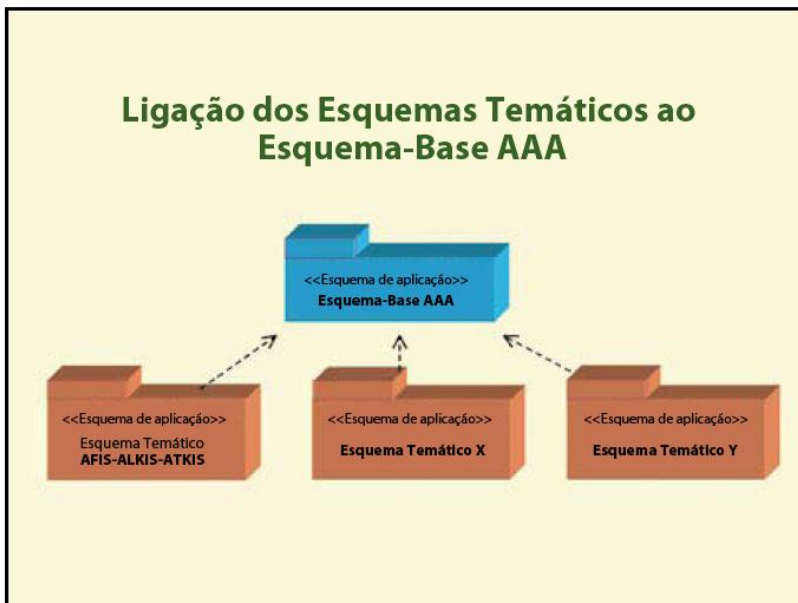 Ligação dos Esquemas Temáticos ao
Esquema-Base AAA
<<Esquema de aplicação>>
Esquema-Base AAA
<<Esquema de aplicação>>
Esquema Temático
AFIS-ALKIS-ATKIS
<<Esquema de aplicação>>
Esquema Temático X
<<Esquema de aplicação>>
Esquema Temático Y